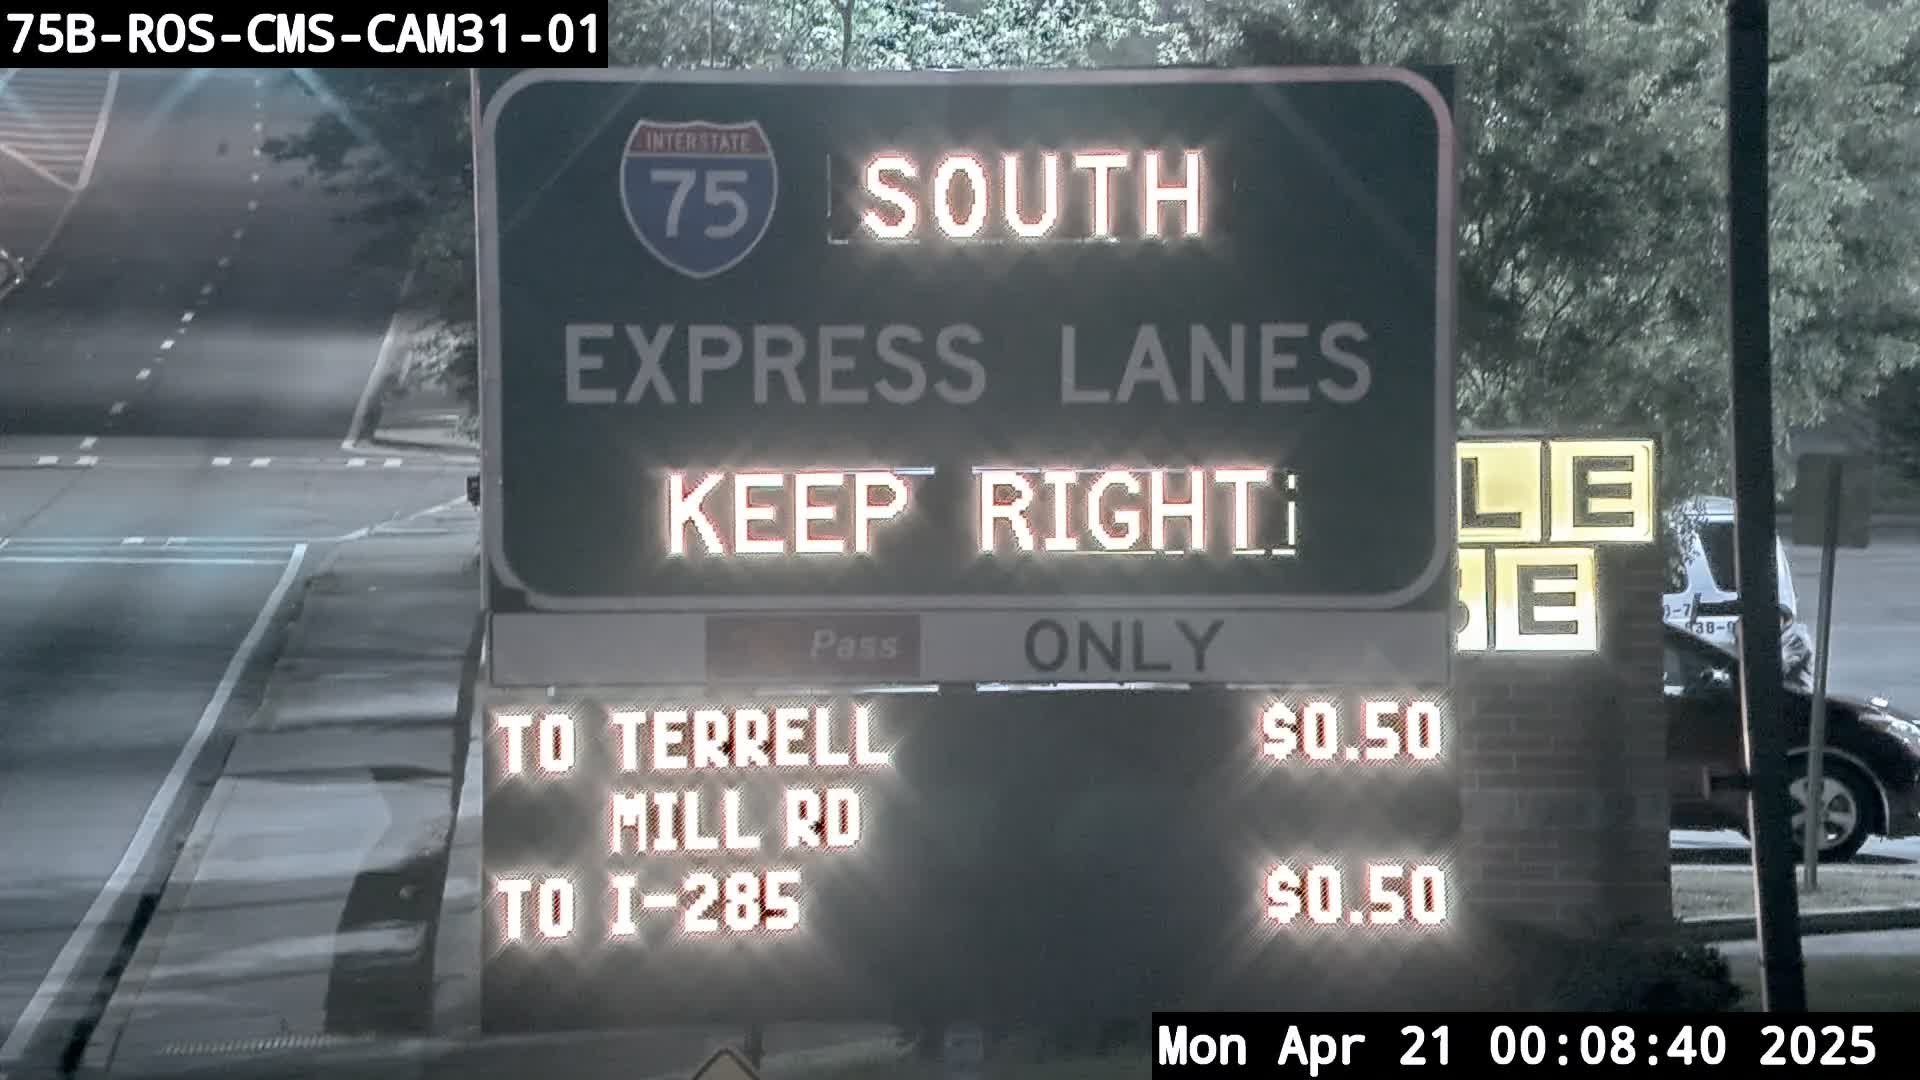 75B-ROS-CMS-CAM31-01
INTERSTATE
75
SOUTH
EXPRESS LANES
KEEP RIGHT
Pass
ONLY
TO TERRELL $0.50
MILL RD
TO I-285 $0.50
LE
E
Mon Apr 21 00:08:40 2025